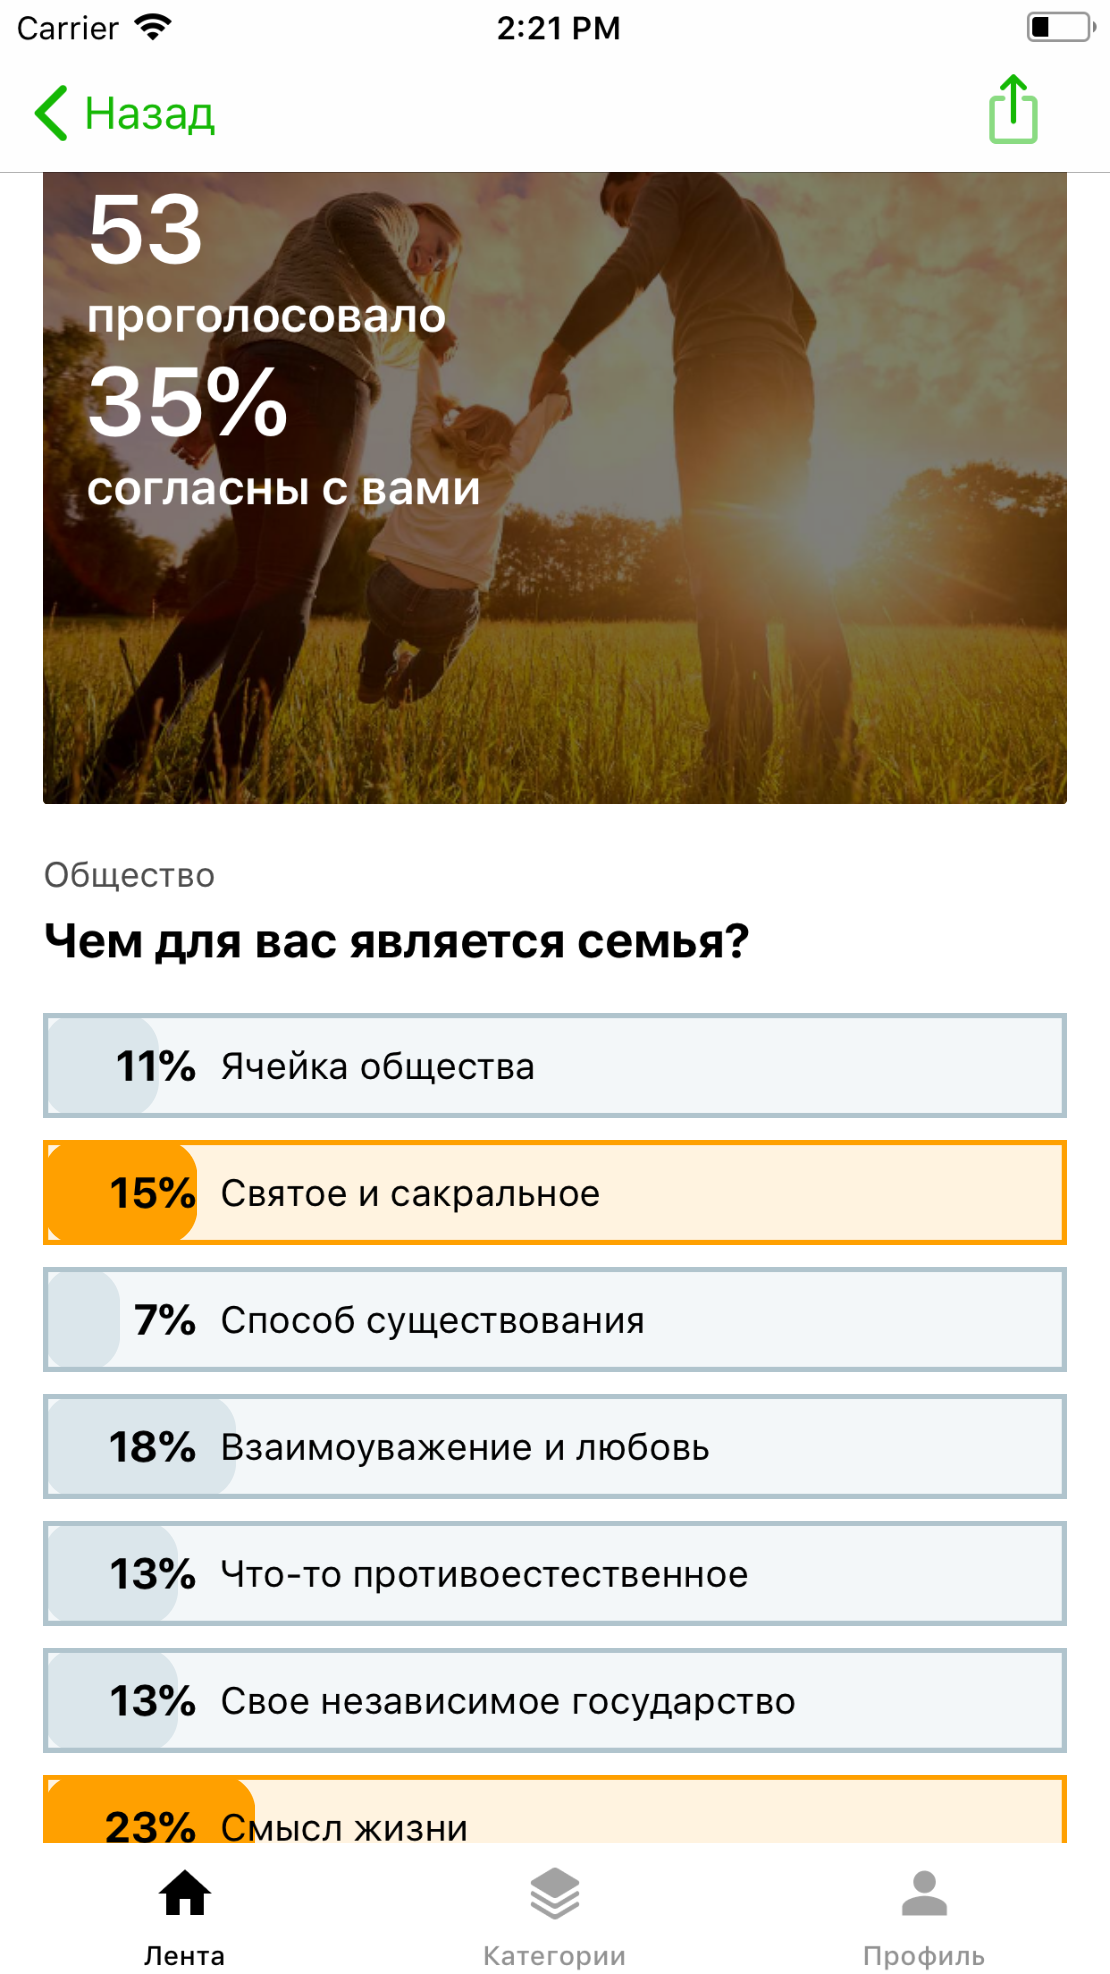 Carrier 2:21 PM
Назад
53
проголосовало
35%
согласны с вами
Общество
Чем для вас является семья?
11% Ячейка общества
15% Святое и сакральное
7% Способ существования
18% Взаимоуважение и любовь
13% Что-то противоестественное
13% Свое независимое государство
23% Смысл жизни
Лента Категории Профиль